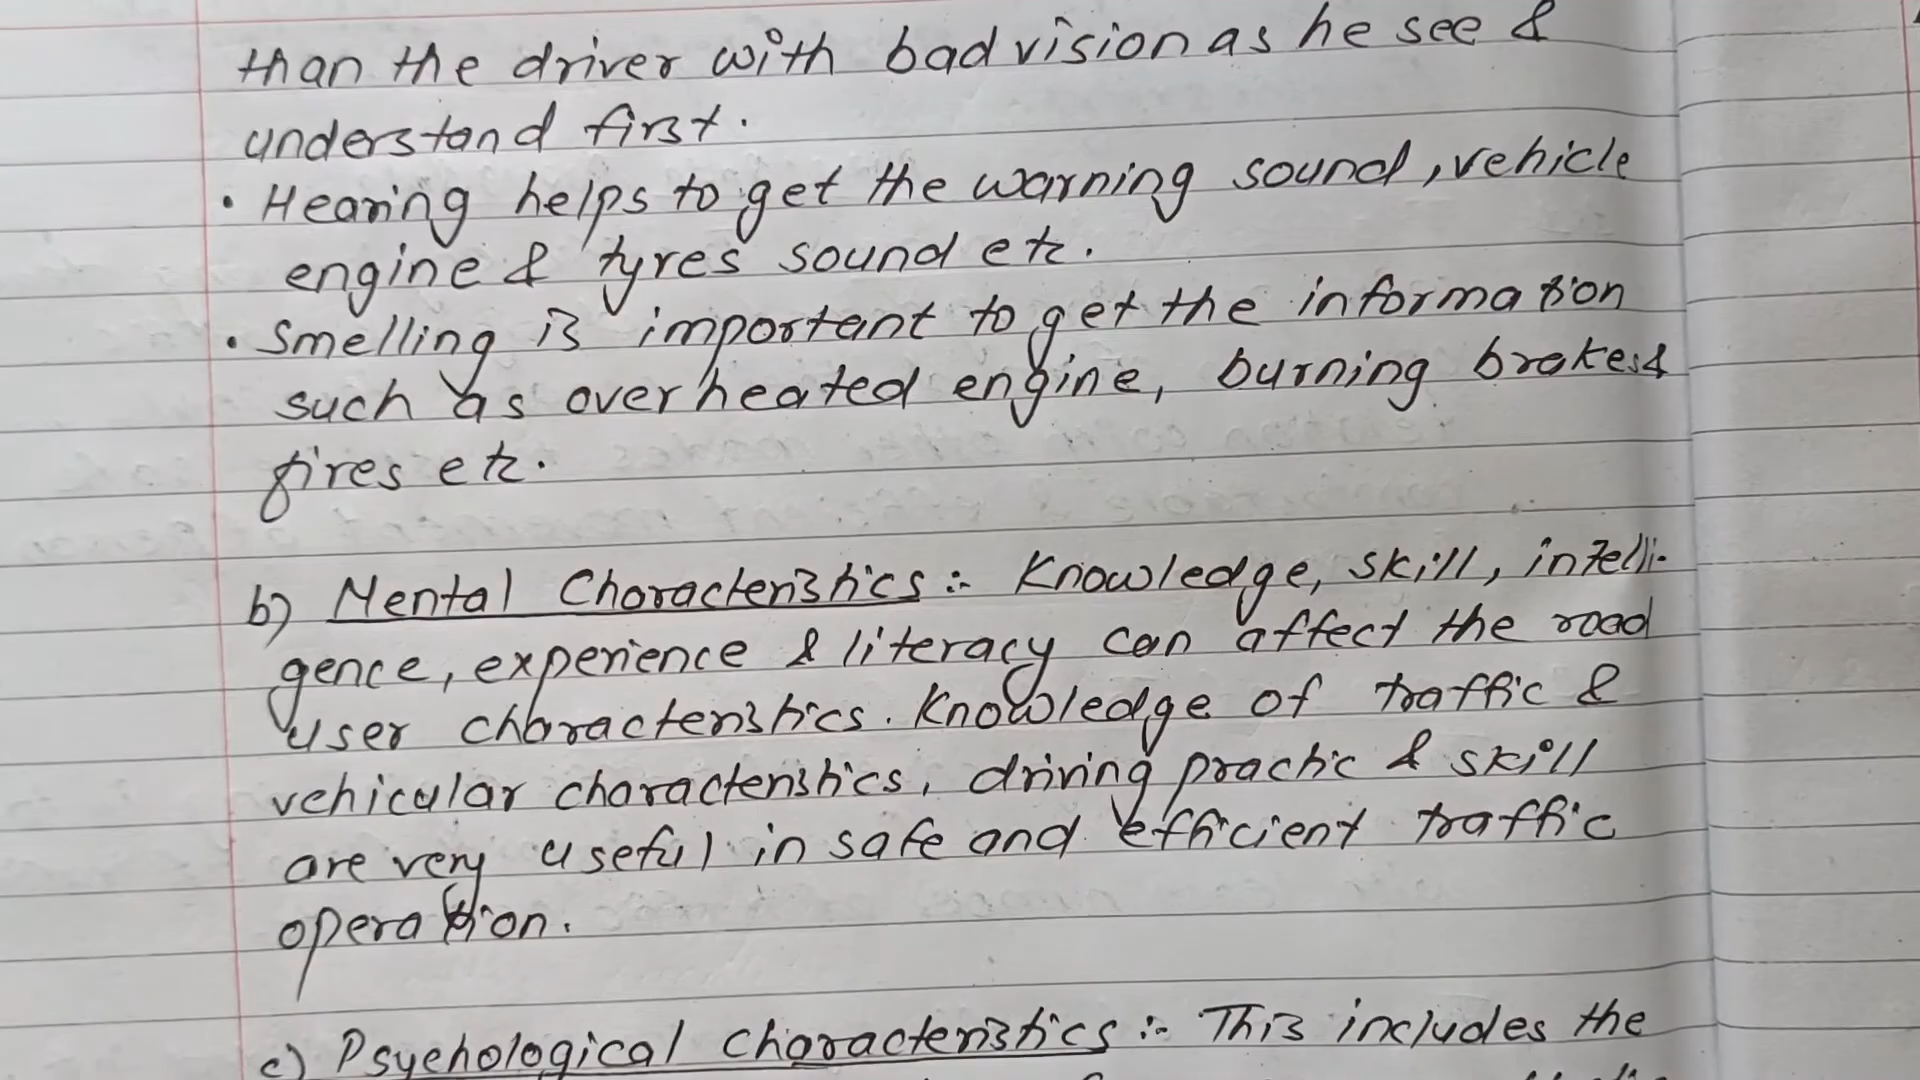 than the driver with bad vision as he see &
understand first.
• Hearing helps to get the warning sound, vehicle
engine & tyres sound etc.
• Smelling is important to get the information
such as overheated engine, burning brakes &
fires etc.
b) Mental Characteristics :- Knowledge, skill, intelli-
gence, experience & literacy can affect the road
user characteristics. Knowledge of traffic &
vehicular characteristics, driving practic & skill
are very useful in safe and efficient traffic
operation.
c) Psychological characteristics :- This includes the